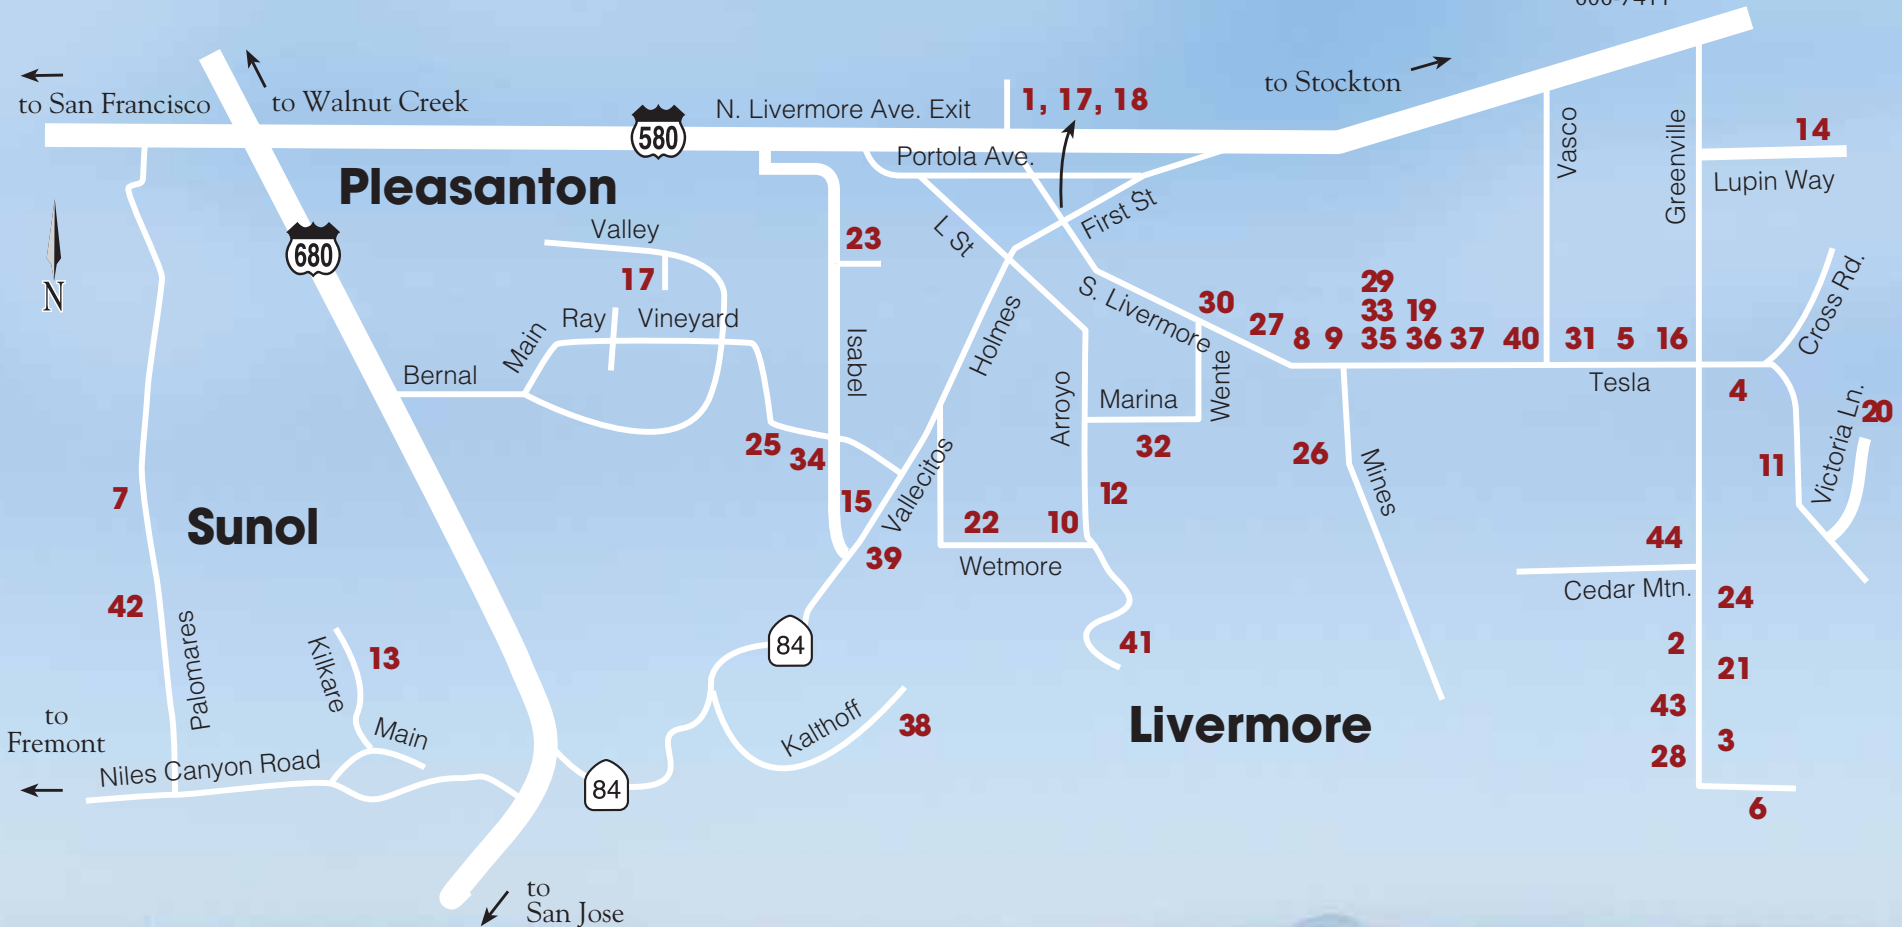 to San Francisco
to Walnut Creek
N. Livermore Ave. Exit
1, 17, 18
to Stockton
580
Portola Ave.
Vasco
Greenville
14
Lupin Way
Pleasanton
Valley
17
680
N
23
L St
First St
S. Livermore
30
27
8
9
29
33 19
35 36 37 40 31 5 16
Cross Rd.
Ray
Vineyard
Main
Bernal
Isabel
Holmes
Arroyo
Marina
Wente
Tesla
4
Victoria Ln.
20
11
25
34
15
Vallecitos
32
12
26
Mines
7
Sunol
22
10
39
Wetmore
44
Cedar Mtn.
24
42
Palomares
Kilkare
13
84
41
2
21
43
3
28
6
to
Fremont
Main
Niles Canyon Road
84
Kalthoff
38
Livermore
to
San Jose